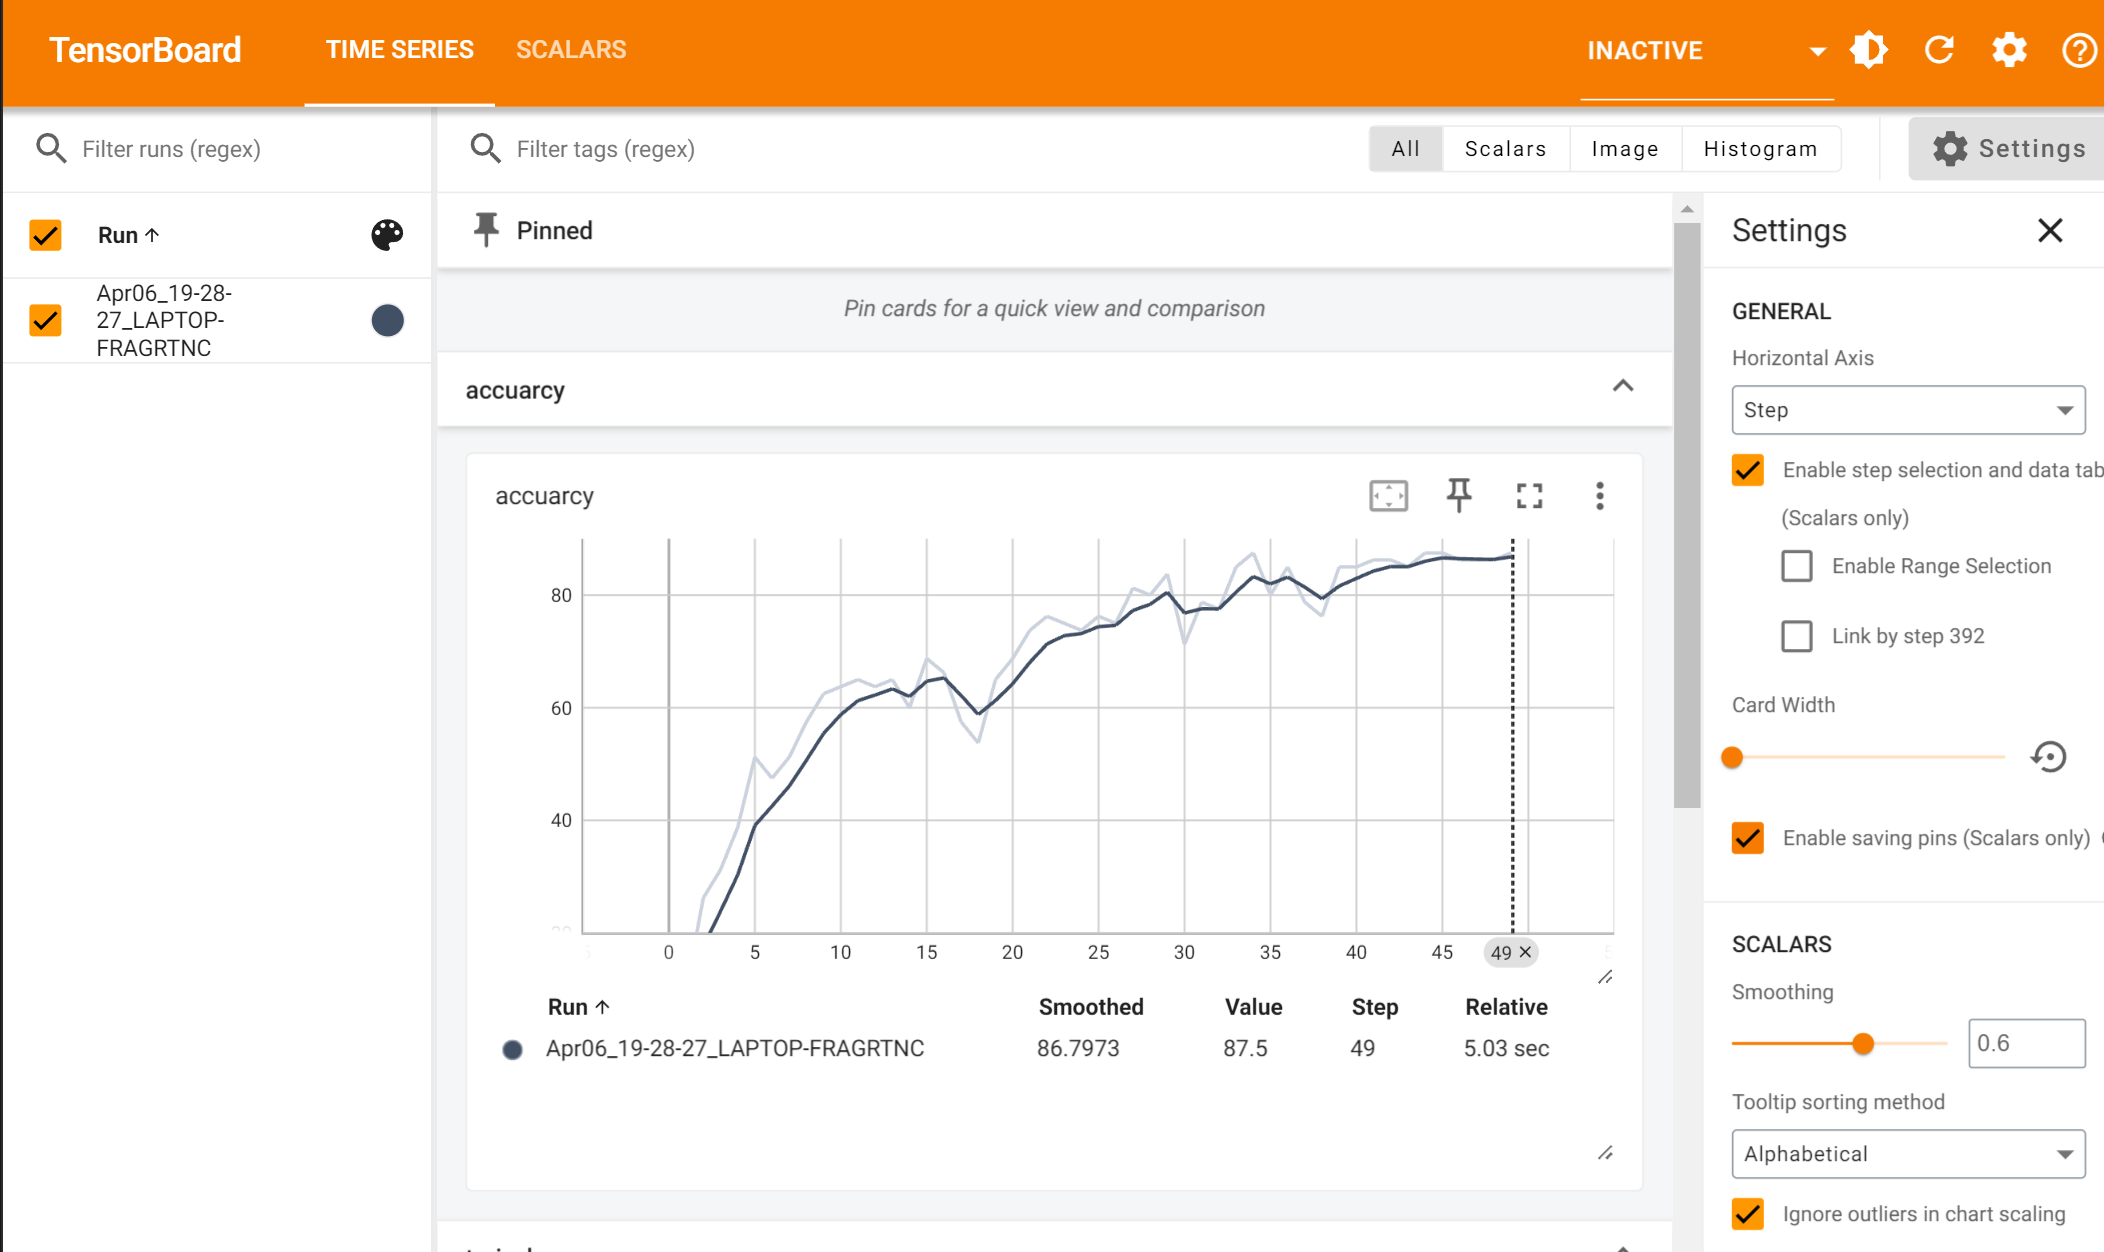 TensorBoard TIME SERIES SCALARS INACTIVE
Filter runs (regex)
Filter tags (regex) All Scalars Image Histogram Settings
Run
Apr06_19-28-
27_LAPTOP-
FRAGRTNC
Pinned
Pin cards for a quick view and comparison
accuarcy
accuarcy
80
60
40
0 5 10 15 20 25 30 35 40 45 49
Run Smoothed Value Step Relative
Apr06_19-28-27_LAPTOP-FRAGRTNC 86.7973 87.5 49 5.03 sec
Settings
GENERAL
Horizontal Axis
Step
Enable step selection and data tab
(Scalars only)
Enable Range Selection
Link by step 392
Card Width
Enable saving pins (Scalars only)
SCALARS
Smoothing
0.6
Tooltip sorting method
Alphabetical
Ignore outliers in chart scaling